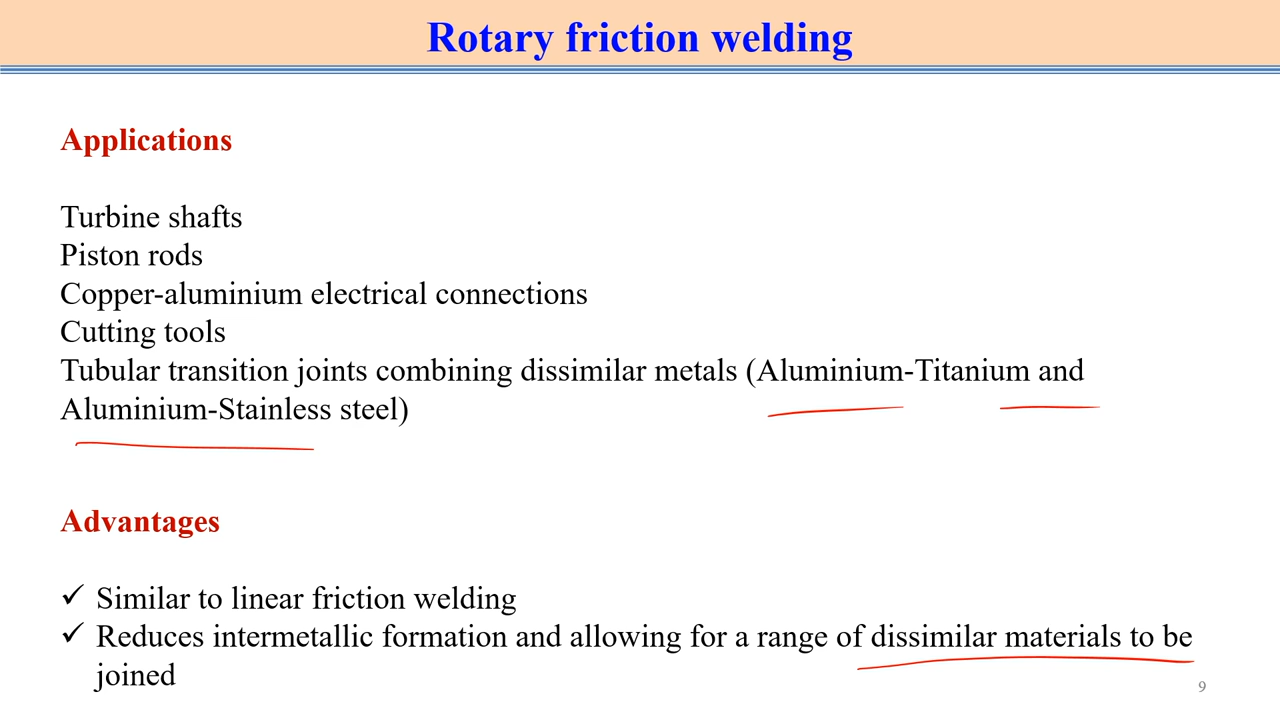 Rotary friction welding
Applications
Turbine shafts
Piston rods
Copper-aluminium electrical connections
Cutting tools
Tubular transition joints combining dissimilar metals (Aluminium-Titanium and
Aluminium-Stainless steel)
Advantages
✓ Similar to linear friction welding
✓ Reduces intermetallic formation and allowing for a range of dissimilar materials to be
joined
9